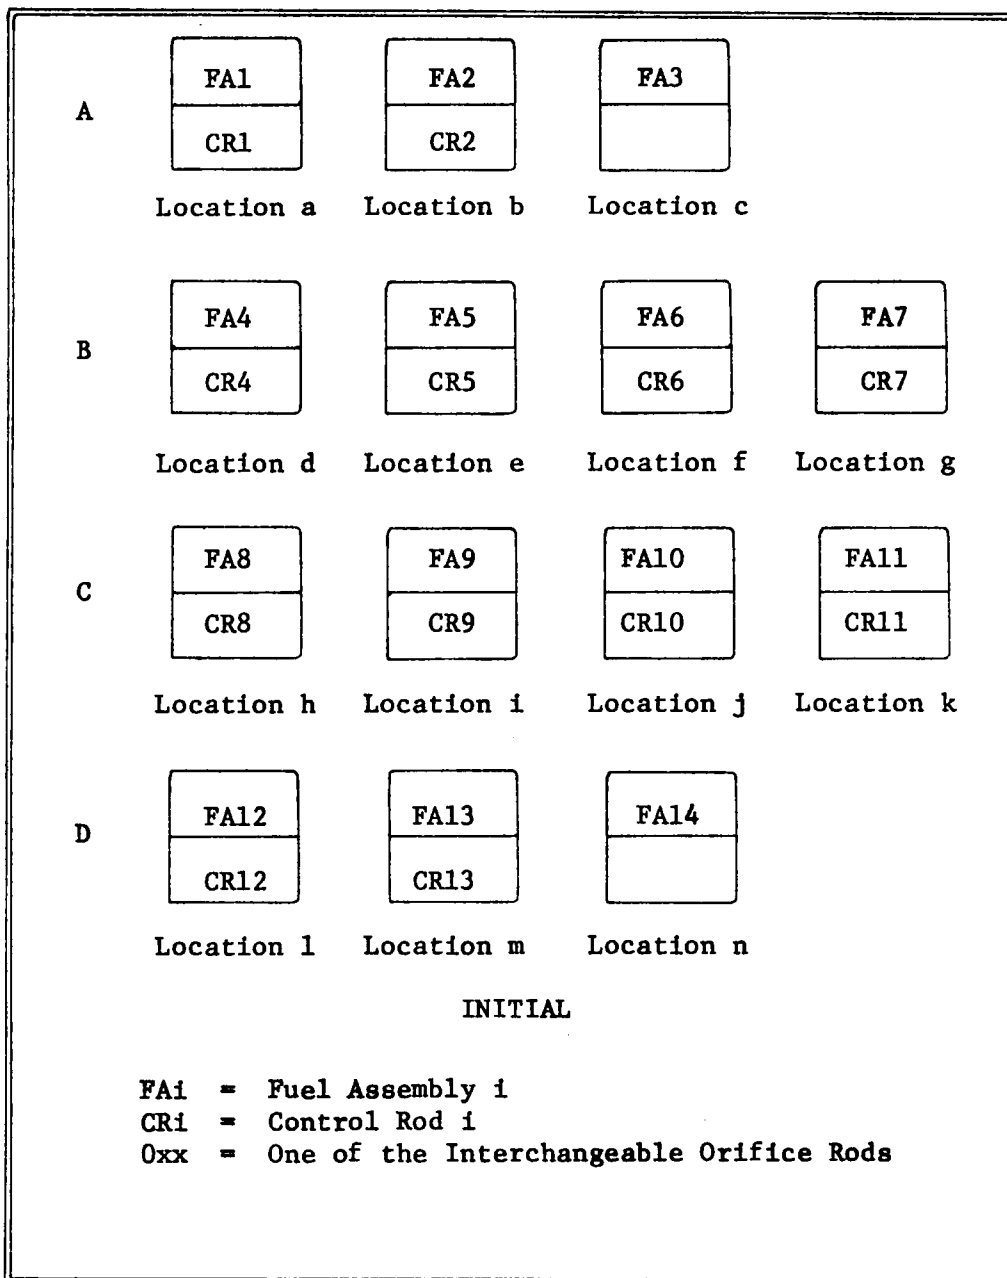 FA1 FA2 FA3
A
CR1 CR2
Location a Location b Location c
FA4 FA5 FA6 FA7
B
CR4 CR5 CR6 CR7
Location d Location e Location f Location g
FA8 FA9 FA10 FA11
C
CR8 CR9 CR10 CR11
Location h Location i Location j Location k
FA12 FA13 FA14
D
CR12 CR13
Location l Location m Location n
INITIAL
FAi = Fuel Assembly i
CRi = Control Rod i
Oxx = One of the Interchangeable Orifice Rods